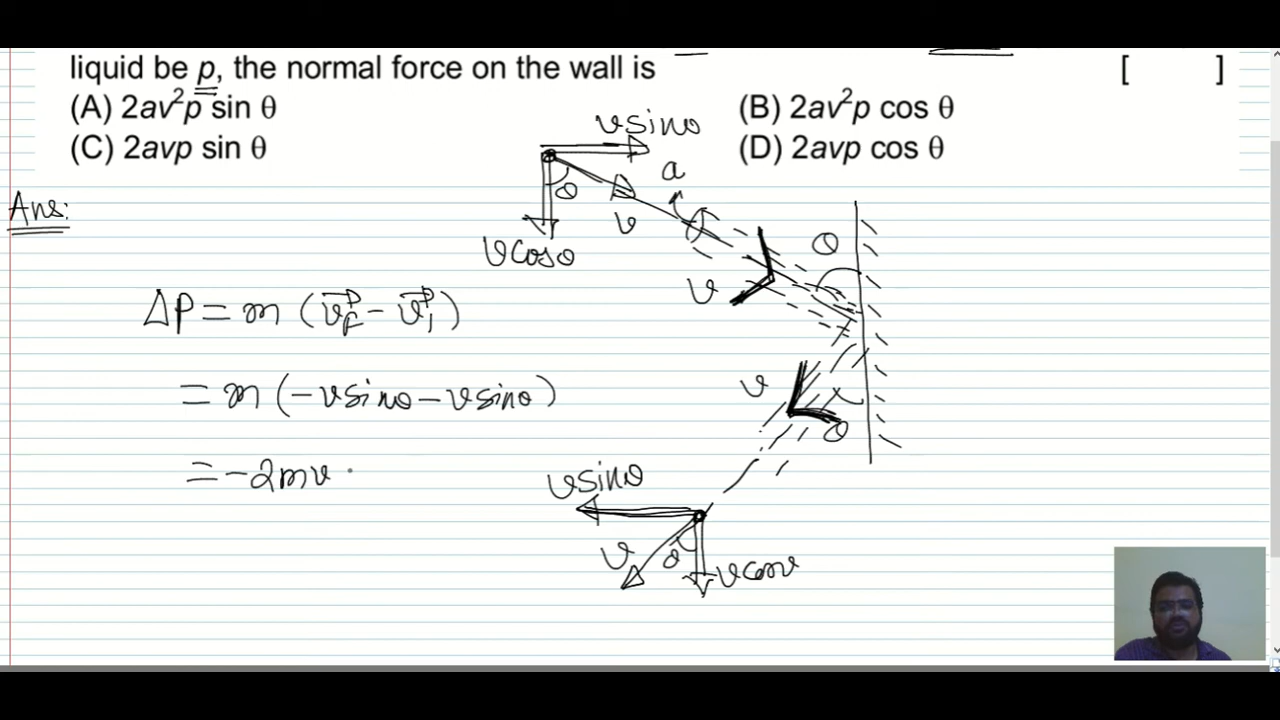 liquid be p, the normal force on the wall is [ ]
(A) 2av²p sin θ (B) 2av²p cos θ
(C) 2avp sin θ (D) 2avp cos θ
v sinθ
a
Ans:
θ
v
v cosθ
θ
v
ΔP = m (v⃗F - v⃗i)
v
= m (-v sinθ - v sinθ)
θ
= -2mv
v sinθ
v
θ